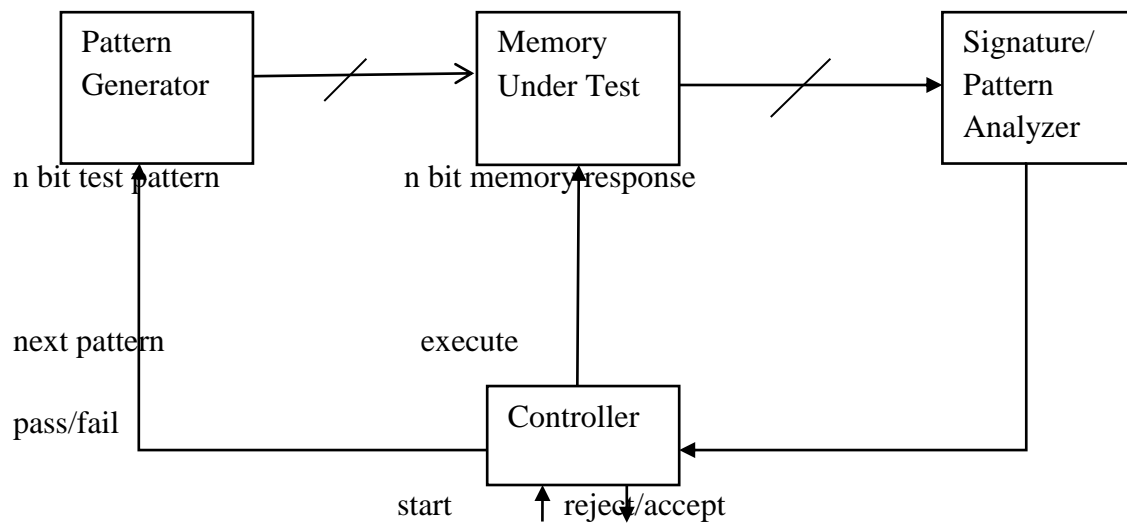 Pattern
Generator
Memory
Under Test
Signature/
Pattern
Analyzer
n bit test pattern
n bit memory response
next pattern
execute
pass/fail
Controller
start
reject/accept